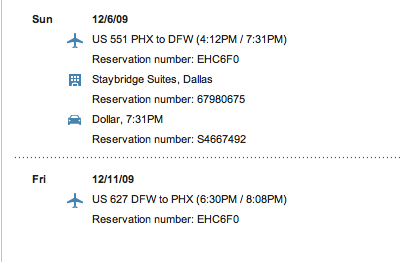 Sun 12/6/09
US 551 PHX to DFW (4:12PM / 7:31PM)
Reservation number: EHC6F0
Staybridge Suites, Dallas
Reservation number: 67980675
Dollar, 7:31PM
Reservation number: S4667492
Fri 12/11/09
US 627 DFW to PHX (6:30PM / 8:08PM)
Reservation number: EHC6F0